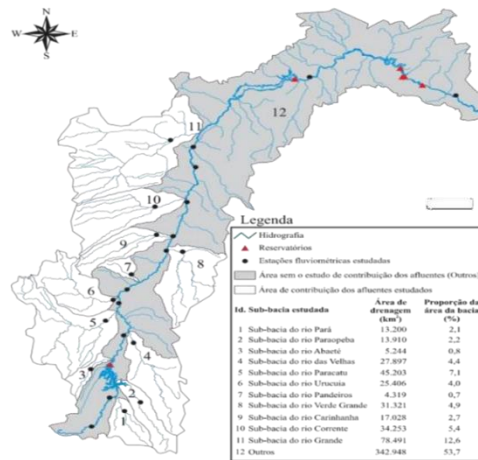 N
W E
S
11
12
10
9
8
7
6
5
4
3
2
1
Legenda
Hidrografia
Reservatórios
Estações fluviométricas estudadas
Área sem o estudo de contribuição dos afluentes (Outros)
Área de contribuição dos afluentes estudados
Id. Sub-bacia estudada Área de drenagem (km²) Proporção da área da bacia (%)
1 Sub-bacia do rio Pará 13.200 2,1
2 Sub-bacia do rio Paraopeba 13.910 2,2
3 Sub-bacia do rio Abaeté 5.244 0,8
4 Sub-bacia do rio das Velhas 27.897 4,4
5 Sub-bacia do rio Paracatu 45.203 7,1
6 Sub-bacia do rio Urucuia 25.406 4,0
7 Sub-bacia do rio Pandeiros 4.319 0,7
8 Sub-bacia do rio Verde Grande 31.321 4,9
9 Sub-bacia do rio Carinhanha 17.028 2,7
10 Sub-bacia do rio Corrente 34.253 5,4
11 Sub-bacia do rio Grande 78.491 12,6
12 Outros 342.948 53,7